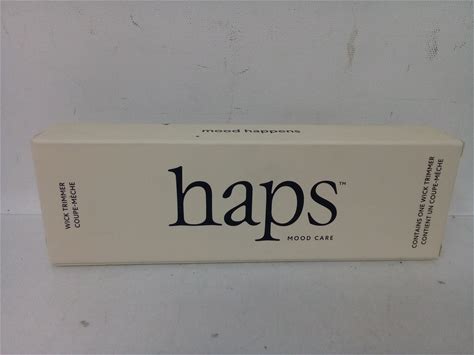 mood happens
WICK TRIMMER
COUPE-MÈCHE
haps™
MOOD CARE
CONTAINS ONE WICK TRIMMER
CONTIENT UN COUPE-MÈCHE